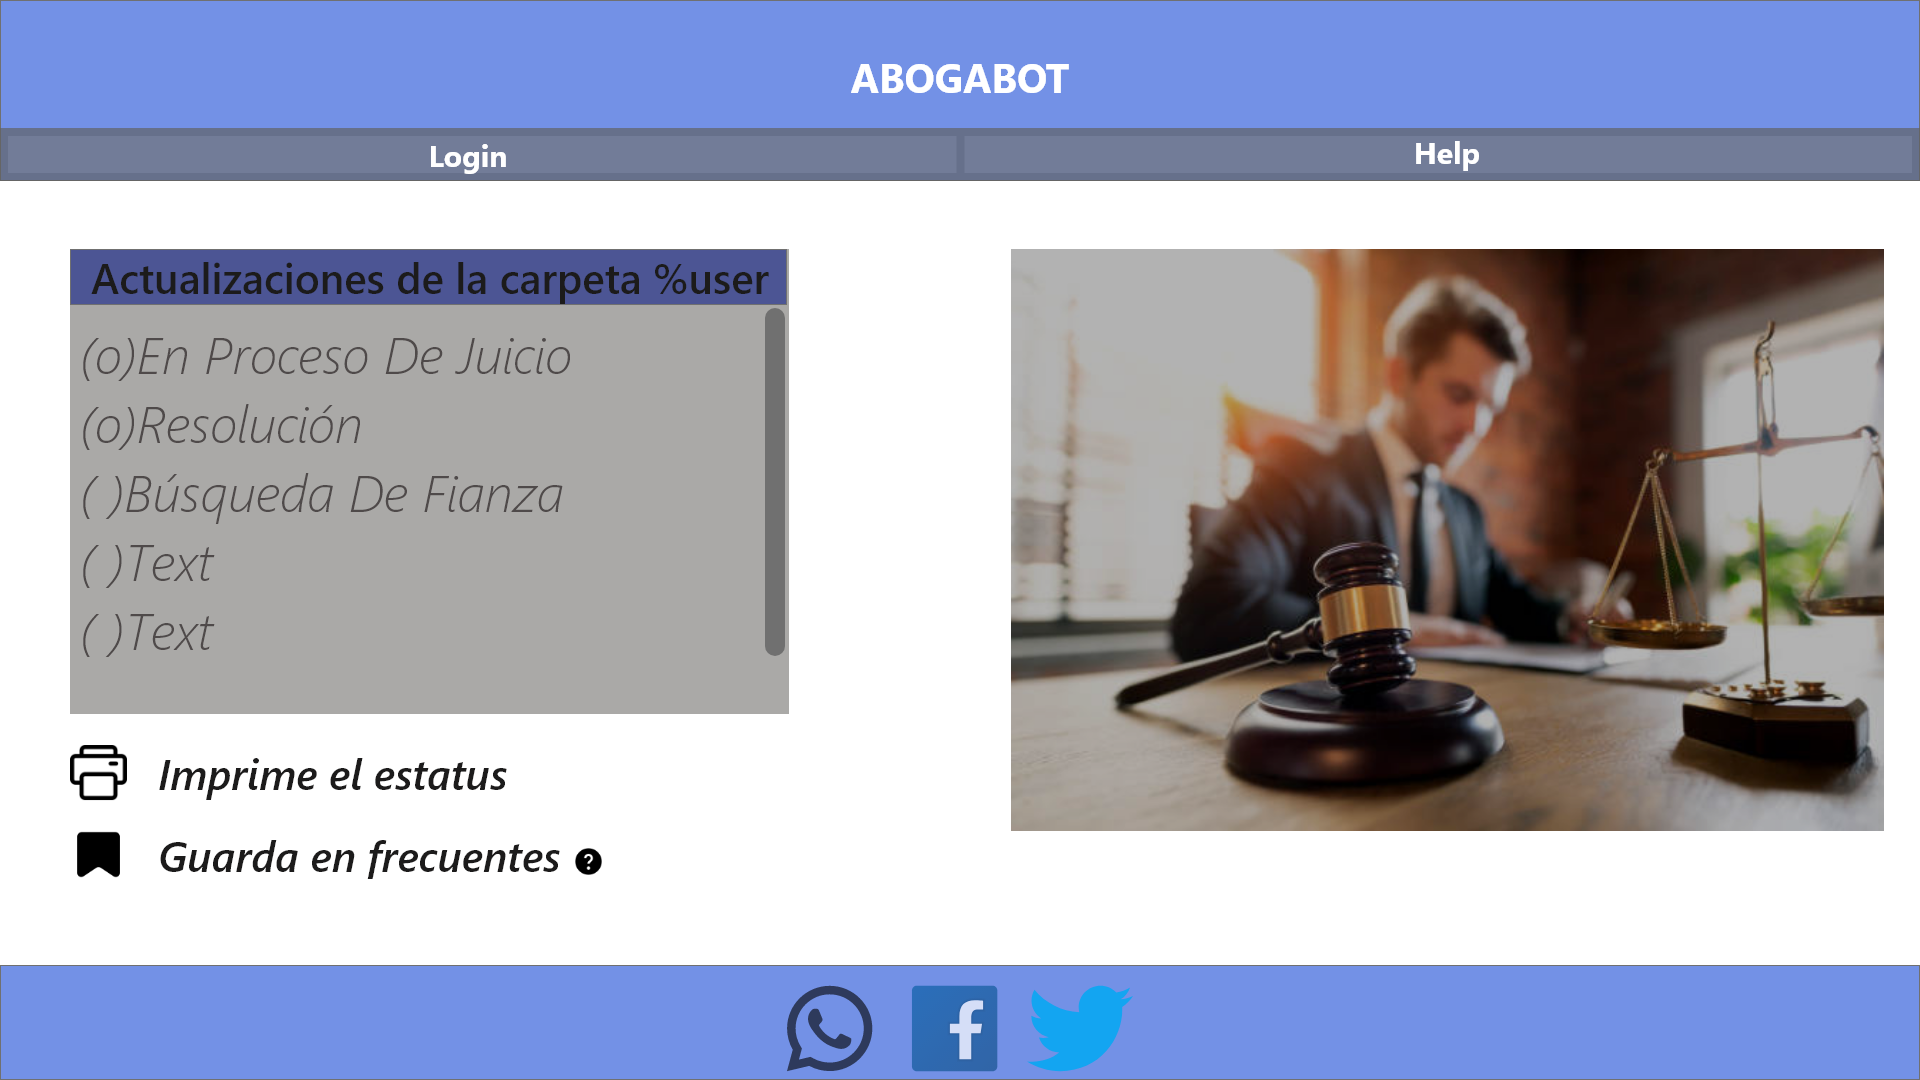 ABOGABOT
Login
Help
Actualizaciones de la carpeta %user
(o)En Proceso De Juicio
(o)Resolución
( )Búsqueda De Fianza
( )Text
( )Text
Imprime el estatus
Guarda en frecuentes ?